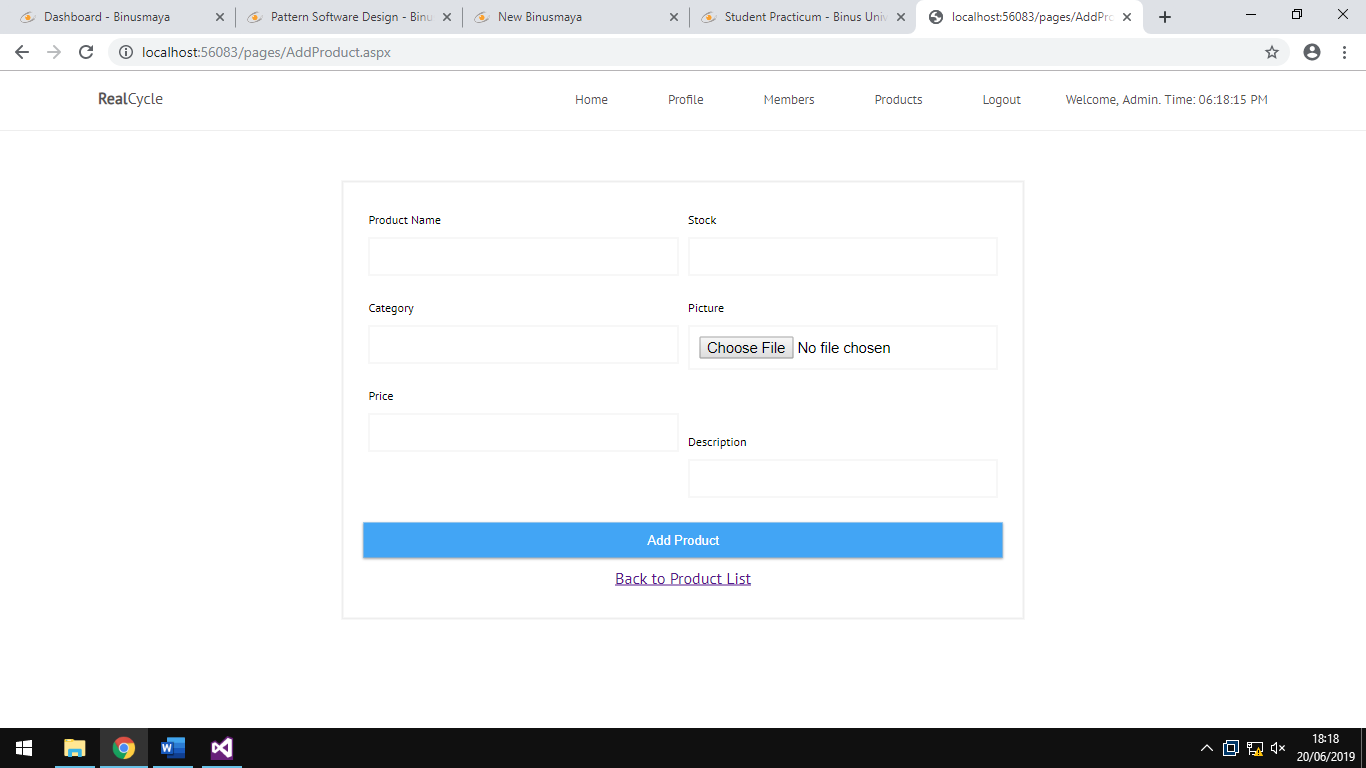 Dashboard - Binusmaya
Pattern Software Design - Binu
New Binusmaya
Student Practicum - Binus Univ
localhost:56083/pages/AddPro
localhost:56083/pages/AddProduct.aspx
RealCycle
Home
Profile
Members
Products
Logout
Welcome, Admin. Time: 06:18:15 PM
Product Name
Stock
Category
Picture
Choose File No file chosen
Price
Description
Add Product
Back to Product List
18:18
20/06/2019